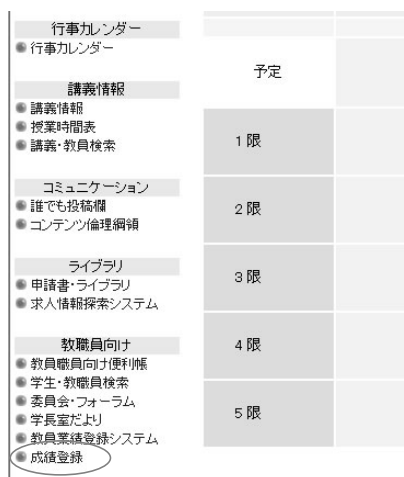 行事カレンダー
行事カレンダー
講義情報
講義情報
授業時間表
講義・教員検索
コミュニケーション
誰でも投稿欄
コンテンツ倫理綱領
ライブラリ
申請書・ライブラリ
求人情報探索システム
教職員向け
教員職員向け便利帳
学生・教職員検索
委員会・フォーラム
学長室だより
教員業績登録システム
成績登録
予定
1限
2限
3限
4限
5限